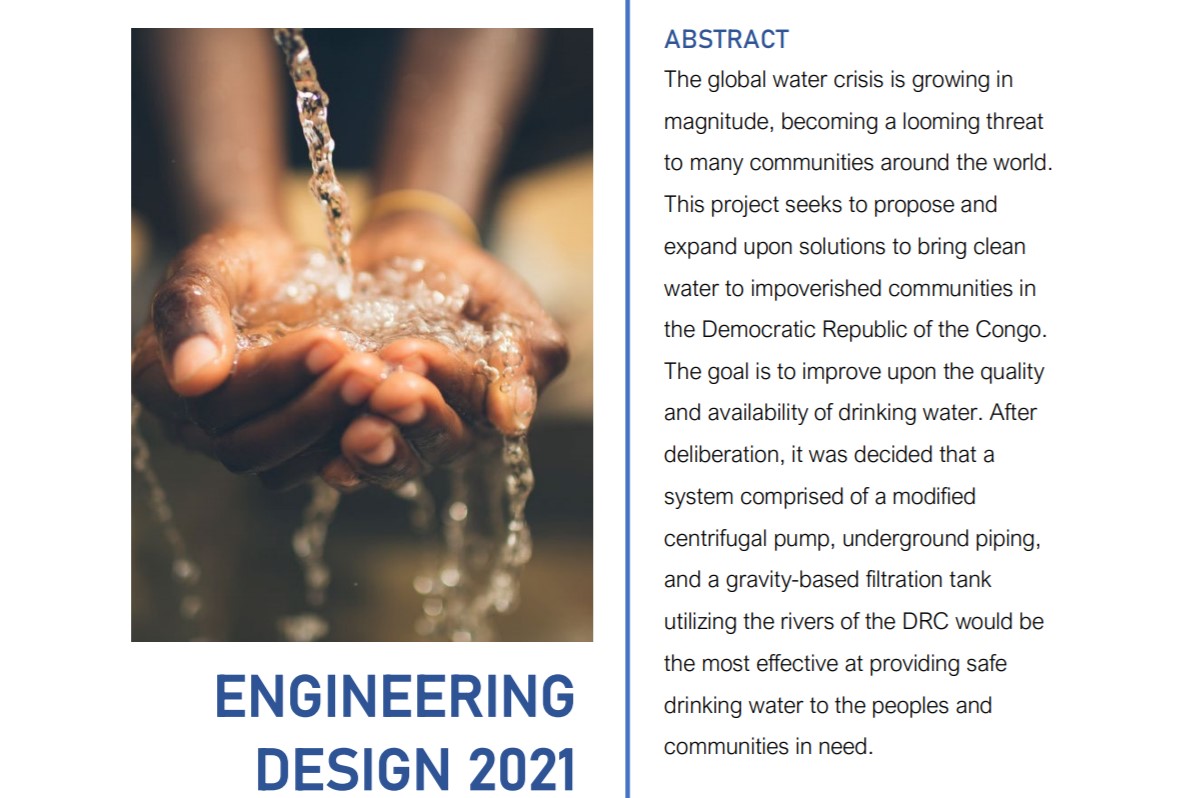 ENGINEERING
DESIGN 2021
ABSTRACT
The global water crisis is growing in
magnitude, becoming a looming threat
to many communities around the world.
This project seeks to propose and
expand upon solutions to bring clean
water to impoverished communities in
the Democratic Republic of the Congo.
The goal is to improve upon the quality
and availability of drinking water. After
deliberation, it was decided that a
system comprised of a modified
centrifugal pump, underground piping,
and a gravity-based filtration tank
utilizing the rivers of the DRC would be
the most effective at providing safe
drinking water to the peoples and
communities in need.